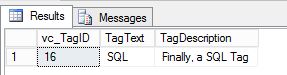 Results Messages
vc_TagID TagText TagDescription
1 16 SQL Finally, a SQL Tag